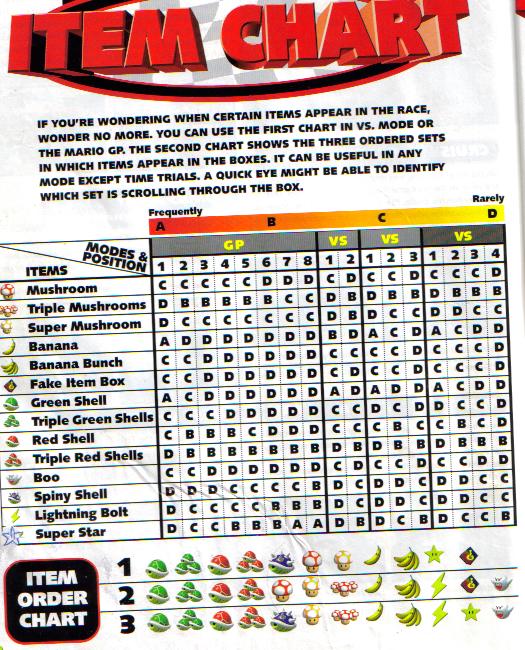 ITEM CHART
IF YOU'RE WONDERING WHEN CERTAIN ITEMS APPEAR IN THE RACE,
WONDER NO MORE. YOU CAN USE THE FIRST CHART IN VS. MODE OR
THE MARIO GP. THE SECOND CHART SHOWS THE THREE ORDERED SETS
IN WHICH ITEMS APPEAR IN THE BOXES. IT CAN BE USEFUL IN ANY
MODE EXCEPT TIME TRIALS. A QUICK EYE MIGHT BE ABLE TO IDENTIFY
WHICH SET IS SCROLLING THROUGH THE BOX.
Frequently Rarely
A B C D
MODES & POSITION GP VS VS VS
ITEMS 1 2 3 4 5 6 7 8 1 2 1 2 3 1 2 3 4
Mushroom C C C C C D D D C D C C D C C C D
Triple Mushrooms D B B B B B C C D B D B B D B B B
Super Mushroom D C C C C C C C D B D C C D D C C
Banana A D D D D D D D B D A C D A C D D
Banana Bunch C C D D D D D D C C C C C C C C D
Fake Item Box C C D D D D D D C D C C D C C C D
Green Shell A C D D D D D D A D A D D A C D D
Triple Green Shells C C C D D D D D C C D C D D C C D
Red Shell C B B B C D D D C C C B C C B C D
Triple Red Shells D B B B B B B B D B D B B D B B B
Boo C C D D D D D D C D C C D C C D D
Spiny Shell D D D C C C C B D C D C C D D C C
Lightning Bolt D C C C C B B B D C D C C D D C C
Super Star D C C B B B A A D B D C B D C C B
ITEM ORDER CHART
1
2
3